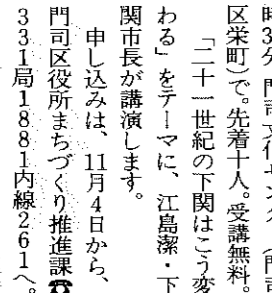 時3分、門司文化センター（門司
区栄町）で。先着十人。受講無料。
「二十一世紀の下関はこう変
わる」をテーマに、江島潔・下
関市長が講演します。
申し込みは、11月4日から、
門司区役所まちづくり推進課☎
331局1881内線261へ。